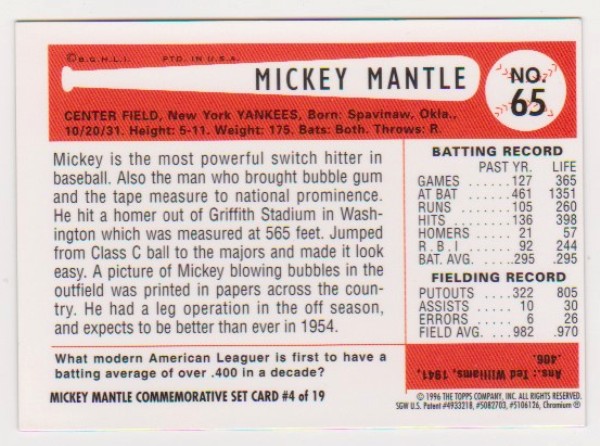 ©B.G.H.L.I. PTD. IN U.S.A.
MICKEY MANTLE
NO.
65
CENTER FIELD, New York YANKEES, Born: Spavinaw, Okla.,
10/20/31. Height: 5-11. Weight: 175. Bats: Both. Throws: R.
Mickey is the most powerful switch hitter in
baseball. Also the man who brought bubble gum
and the tape measure to national prominence.
He hit a homer out of Griffith Stadium in Wash-
ington which was measured at 565 feet. Jumped
from Class C ball to the majors and made it
look easy. A picture of Mickey blowing bubbles in the
outfield was printed in papers across the coun-
try. He had a leg operation in the off season,
and expects to be better than ever in 1954.
BATTING RECORD
PAST YR. LIFE
GAMES ......127 365
AT BAT ......461 1351
RUNS ......105 260
HITS ......136 398
HOMERS ......21 57
R.B.I ......92 244
BAT. AVG....295 .295
FIELDING RECORD
PUTOUTS ....322 805
ASSISTS ......10 30
ERRORS ......6 26
FIELD AVG. ..982 .970
What modern American Leaguer is first to have a
batting average of over .400 in a decade?
Ans.: Ted Williams, 1941,
.406.
MICKEY MANTLE COMMEMORATIVE SET CARD #4 of 19
© 1996 THE TOPPS COMPANY, INC. ALL RIGHTS RESERVED.
SGW U.S. Patent #4933218, #5082703, #5106126, Chromium ®